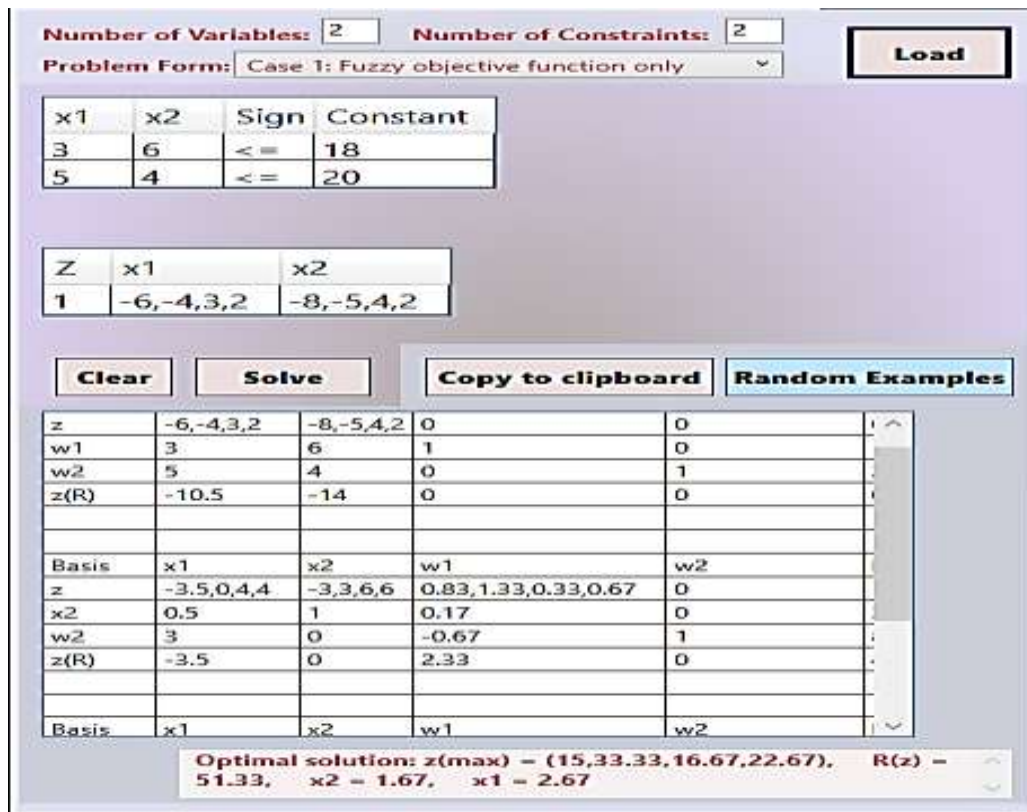 Number of Variables: 2 Number of Constraints: 2
Load
Problem Form: Case 1: Fuzzy objective function only
x1 x2 Sign Constant
3 6 <= 18
5 4 <= 20
Z x1 x2
1 -6,-4,3,2 -8,-5,4,2
Clear Solve Copy to clipboard Random Examples
z -6,-4,3,2 -8,-5,4,2 0 0
w1 3 6 1 0
w2 5 4 0 1
z(R) -10.5 -14 0 0
Basis x1 x2 w1 w2
z -3.5,0,4,4 -3,3,6,6 0.83,1.33,0.33,0.67 0
x2 0.5 1 0.17 0
w2 3 0 -0.67 1
z(R) -3.5 0 2.33 0
Basis x1 x2 w1 w2
Optimal solution: z(max) = (15,33.33,16.67,22.67), R(z) =
51.33, x2 = 1.67, x1 = 2.67